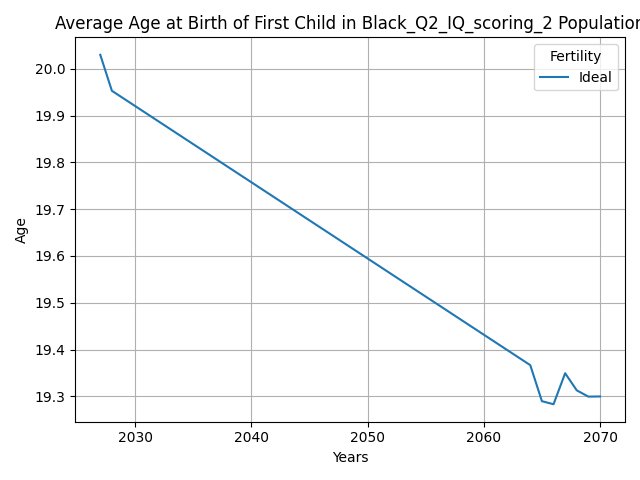 Average Age at Birth of First Child in Black_Q2_IQ_scoring_2 Population
Fertility
Ideal
Age
20.0
19.9
19.8
19.7
19.6
19.5
19.4
19.3
2030 2040 2050 2060 2070
Years